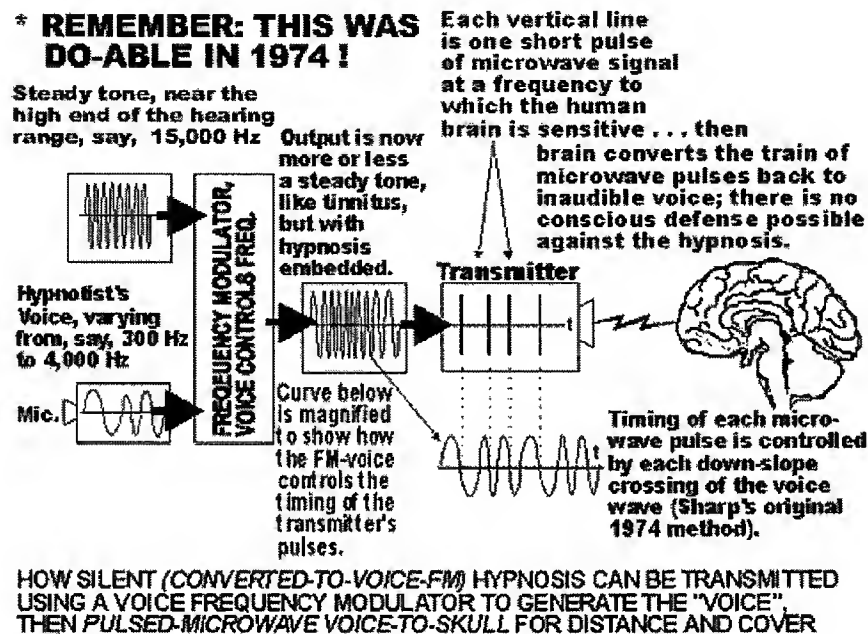 * REMEMBER: THIS WAS
DO-ABLE IN 1974 !
Steady tone, near the
high end of the hearing
range, say, 15,000 Hz
Hypnotist's
Voice, varying
from, say, 300 Hz
to 4,000 Hz
Mic.
FREQEUENCY MODULATOR,
VOICE CONTROLS FREQ.
Output is now
more or less
a steady tone,
like tinnitus,
but with
hypnosis
embedded.
Curve below
is magnified
to show how
the FM-voice
controls the
timing of the
transmitter's
pulses.
Each vertical line
is one short pulse
of microwave signal
at a frequency to
which the human
brain is sensitive . . . then
brain converts the train of
microwave pulses back to
inaudible voice; there is no
conscious defense possible
against the hypnosis.
Transmitter
t
t
Timing of each micro-
wave pulse is controlled
by each down-slope
crossing of the voice
wave (Sharp's original
1974 method).
HOW SILENT (CONVERTED-TO-VOICE-FM) HYPNOSIS CAN BE TRANSMITTED
USING A VOICE FREQUENCY MODULATOR TO GENERATE THE "VOICE",
THEN PULSED-MICROWAVE VOICE-TO-SKULL FOR DISTANCE AND COVER